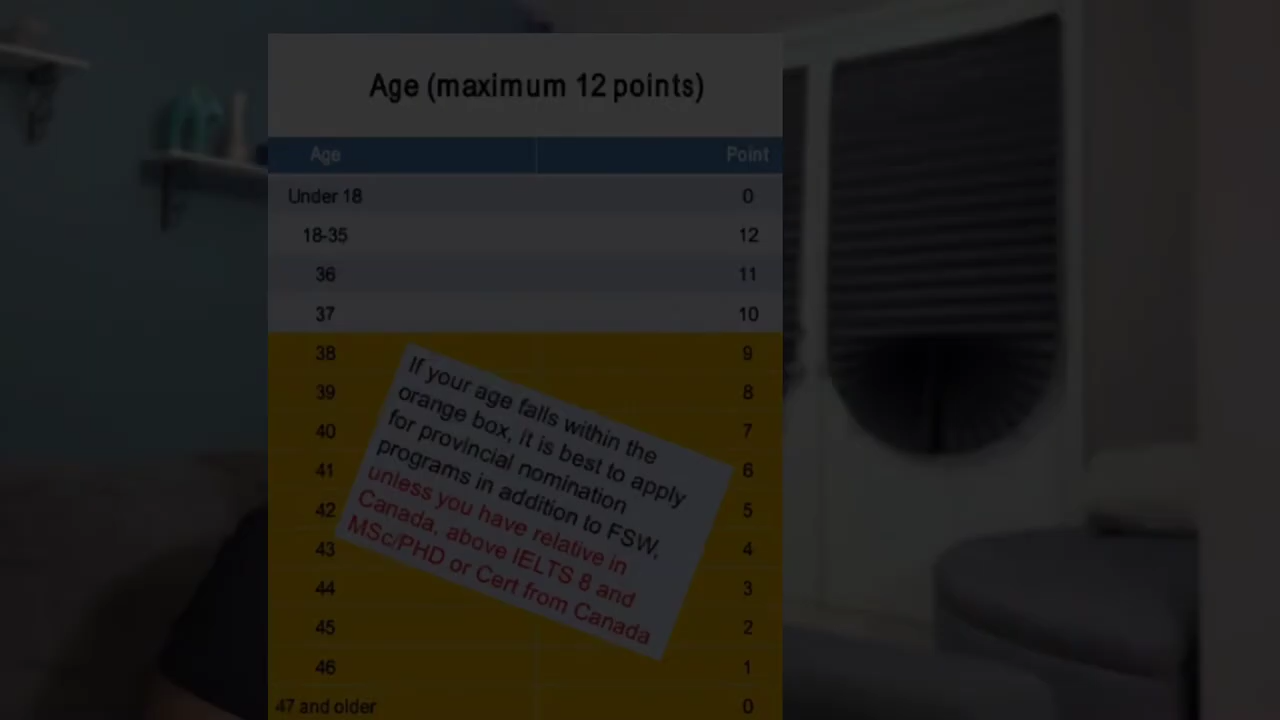 Age (maximum 12 points)
Age Point
Under 18 0
18-35 12
36 11
37 10
38 9
39 8
40 7
41 6
42 5
43 4
44 3
45 2
46 1
47 and older 0
If your age falls within the
orange box, it is best to apply
for provincial nomination
programs in addition to FSW,
unless you have relative in
Canada, above IELTS 8 and
MSc/PHD or Cert from Canada